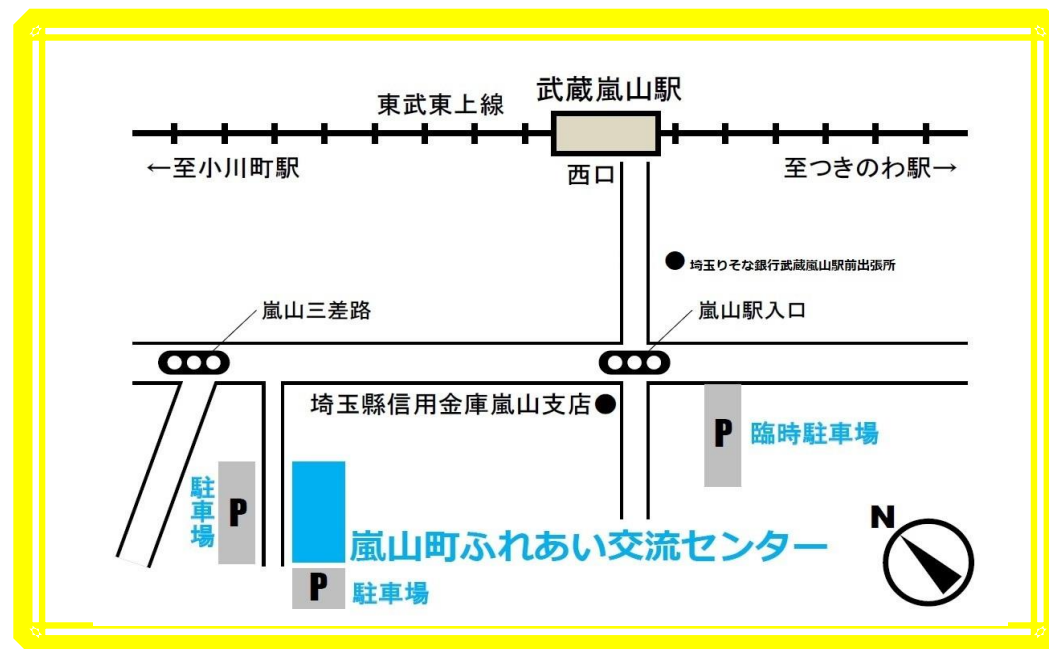 武蔵嵐山駅
東武東上線
←至小川町駅
西口
至つきのわ駅→
埼玉りそな銀行武蔵嵐山駅前出張所
嵐山三差路
嵐山駅入口
埼玉縣信用金庫嵐山支店
P
臨時駐車場
駐車場
P
嵐山町ふれあい交流センター
P
駐車場
N